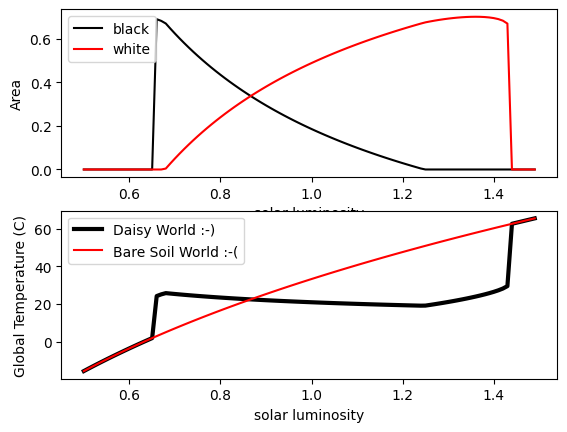 black
white
Area
0.6
0.4
0.2
0.0
0.6 0.8 1.0 1.2 1.4
solar luminosity
Daisy World :-)
Bare Soil World :-(
Global Temperature (C)
60
40
20
0
0.6 0.8 1.0 1.2 1.4
solar luminosity